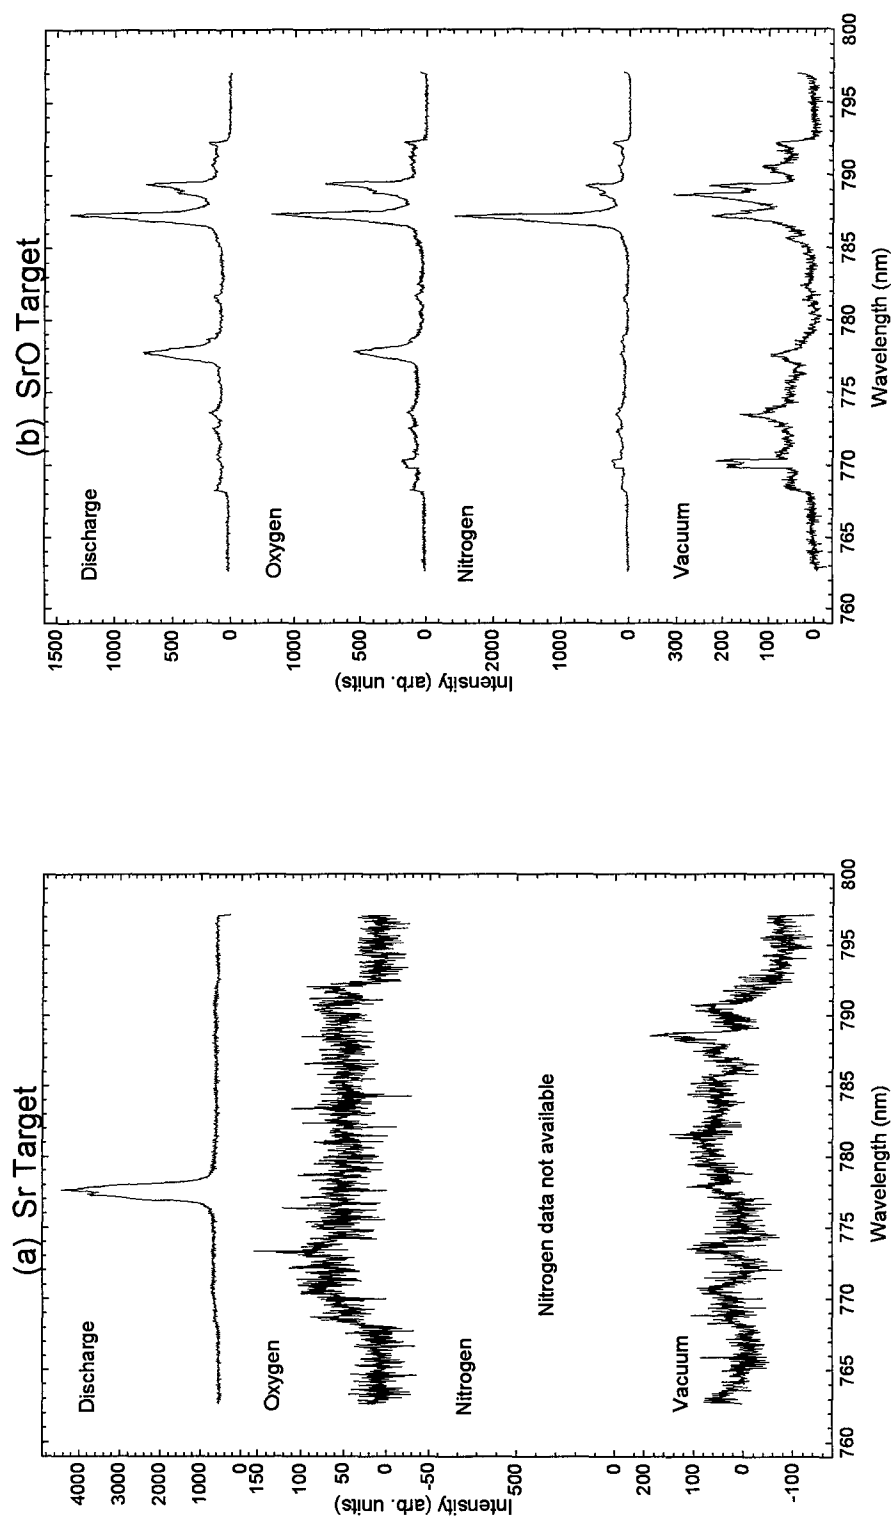 (a) Sr Target
Intensity (arb. units)
4000
3000
2000
1000
0
Discharge
150
100
50
0
-50
Oxygen
500
0
Nitrogen
Nitrogen data not available
200
100
0
-100
Vacuum
760 765 770 775 780 785 790 795 800
Wavelength (nm)
(b) SrO Target
Intensity (arb. units)
1500
1000
500
0
Discharge
1000
500
0
Oxygen
2000
1000
0
Nitrogen
300
200
100
0
Vacuum
760 765 770 775 780 785 790 795 800
Wavelength (nm)